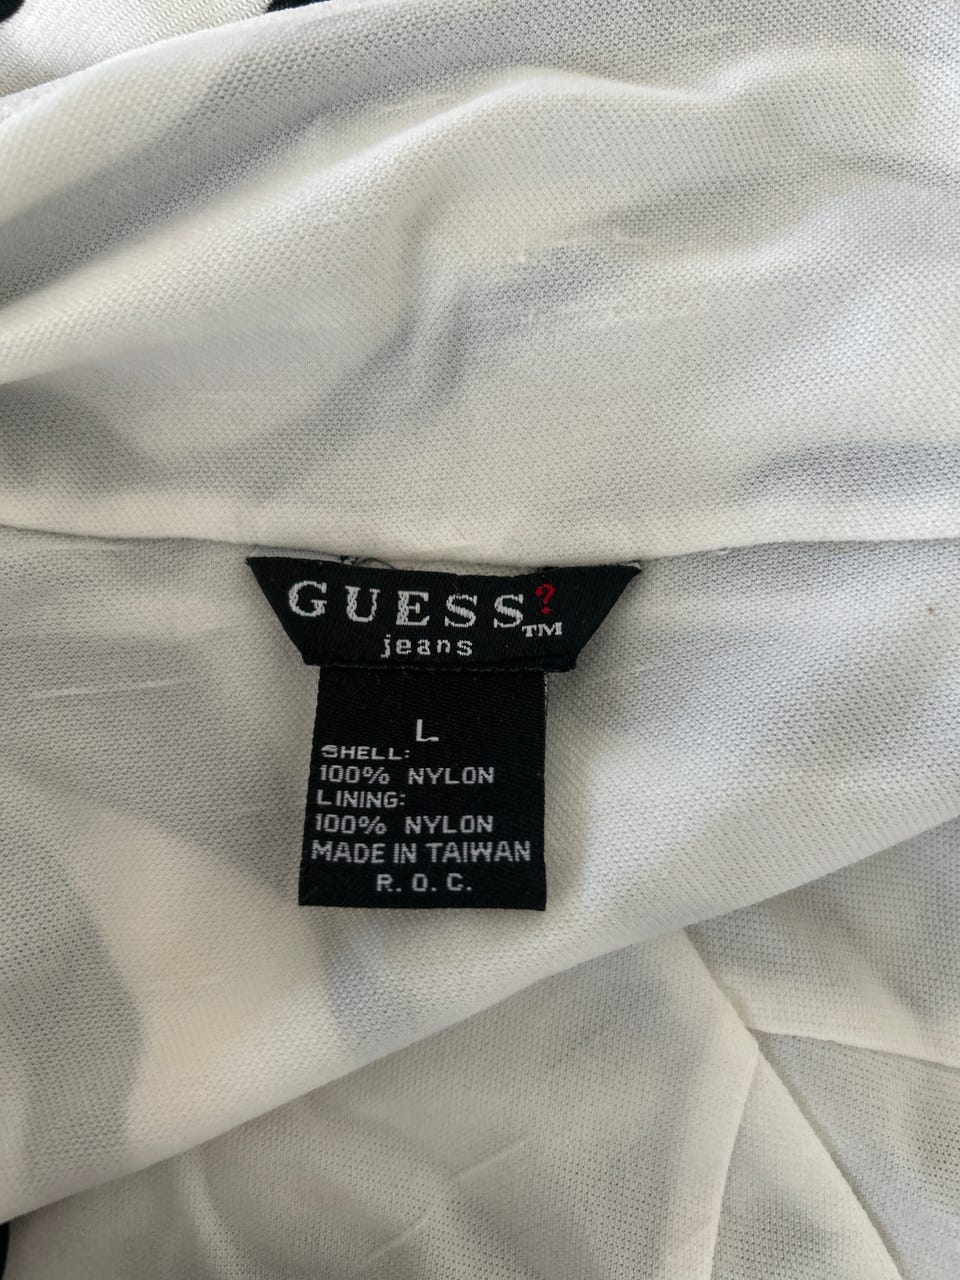 GUESS?™
jeans
L
SHELL:
100% NYLON
LINING:
100% NYLON
MADE IN TAIWAN
R. O. C.